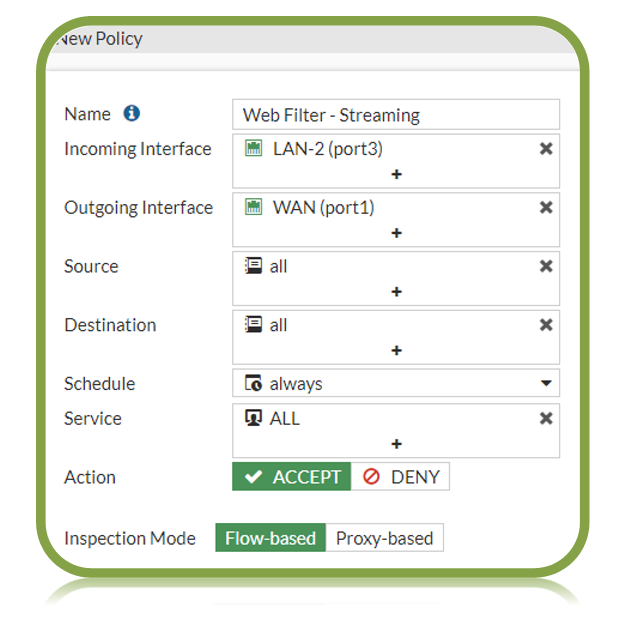 New Policy
Name
Web Filter - Streaming
Incoming Interface
LAN-2 (port3)
+
Outgoing Interface
WAN (port1)
+
Source
all
+
Destination
all
+
Schedule
always
Service
ALL
+
Action
ACCEPT DENY
Inspection Mode
Flow-based Proxy-based